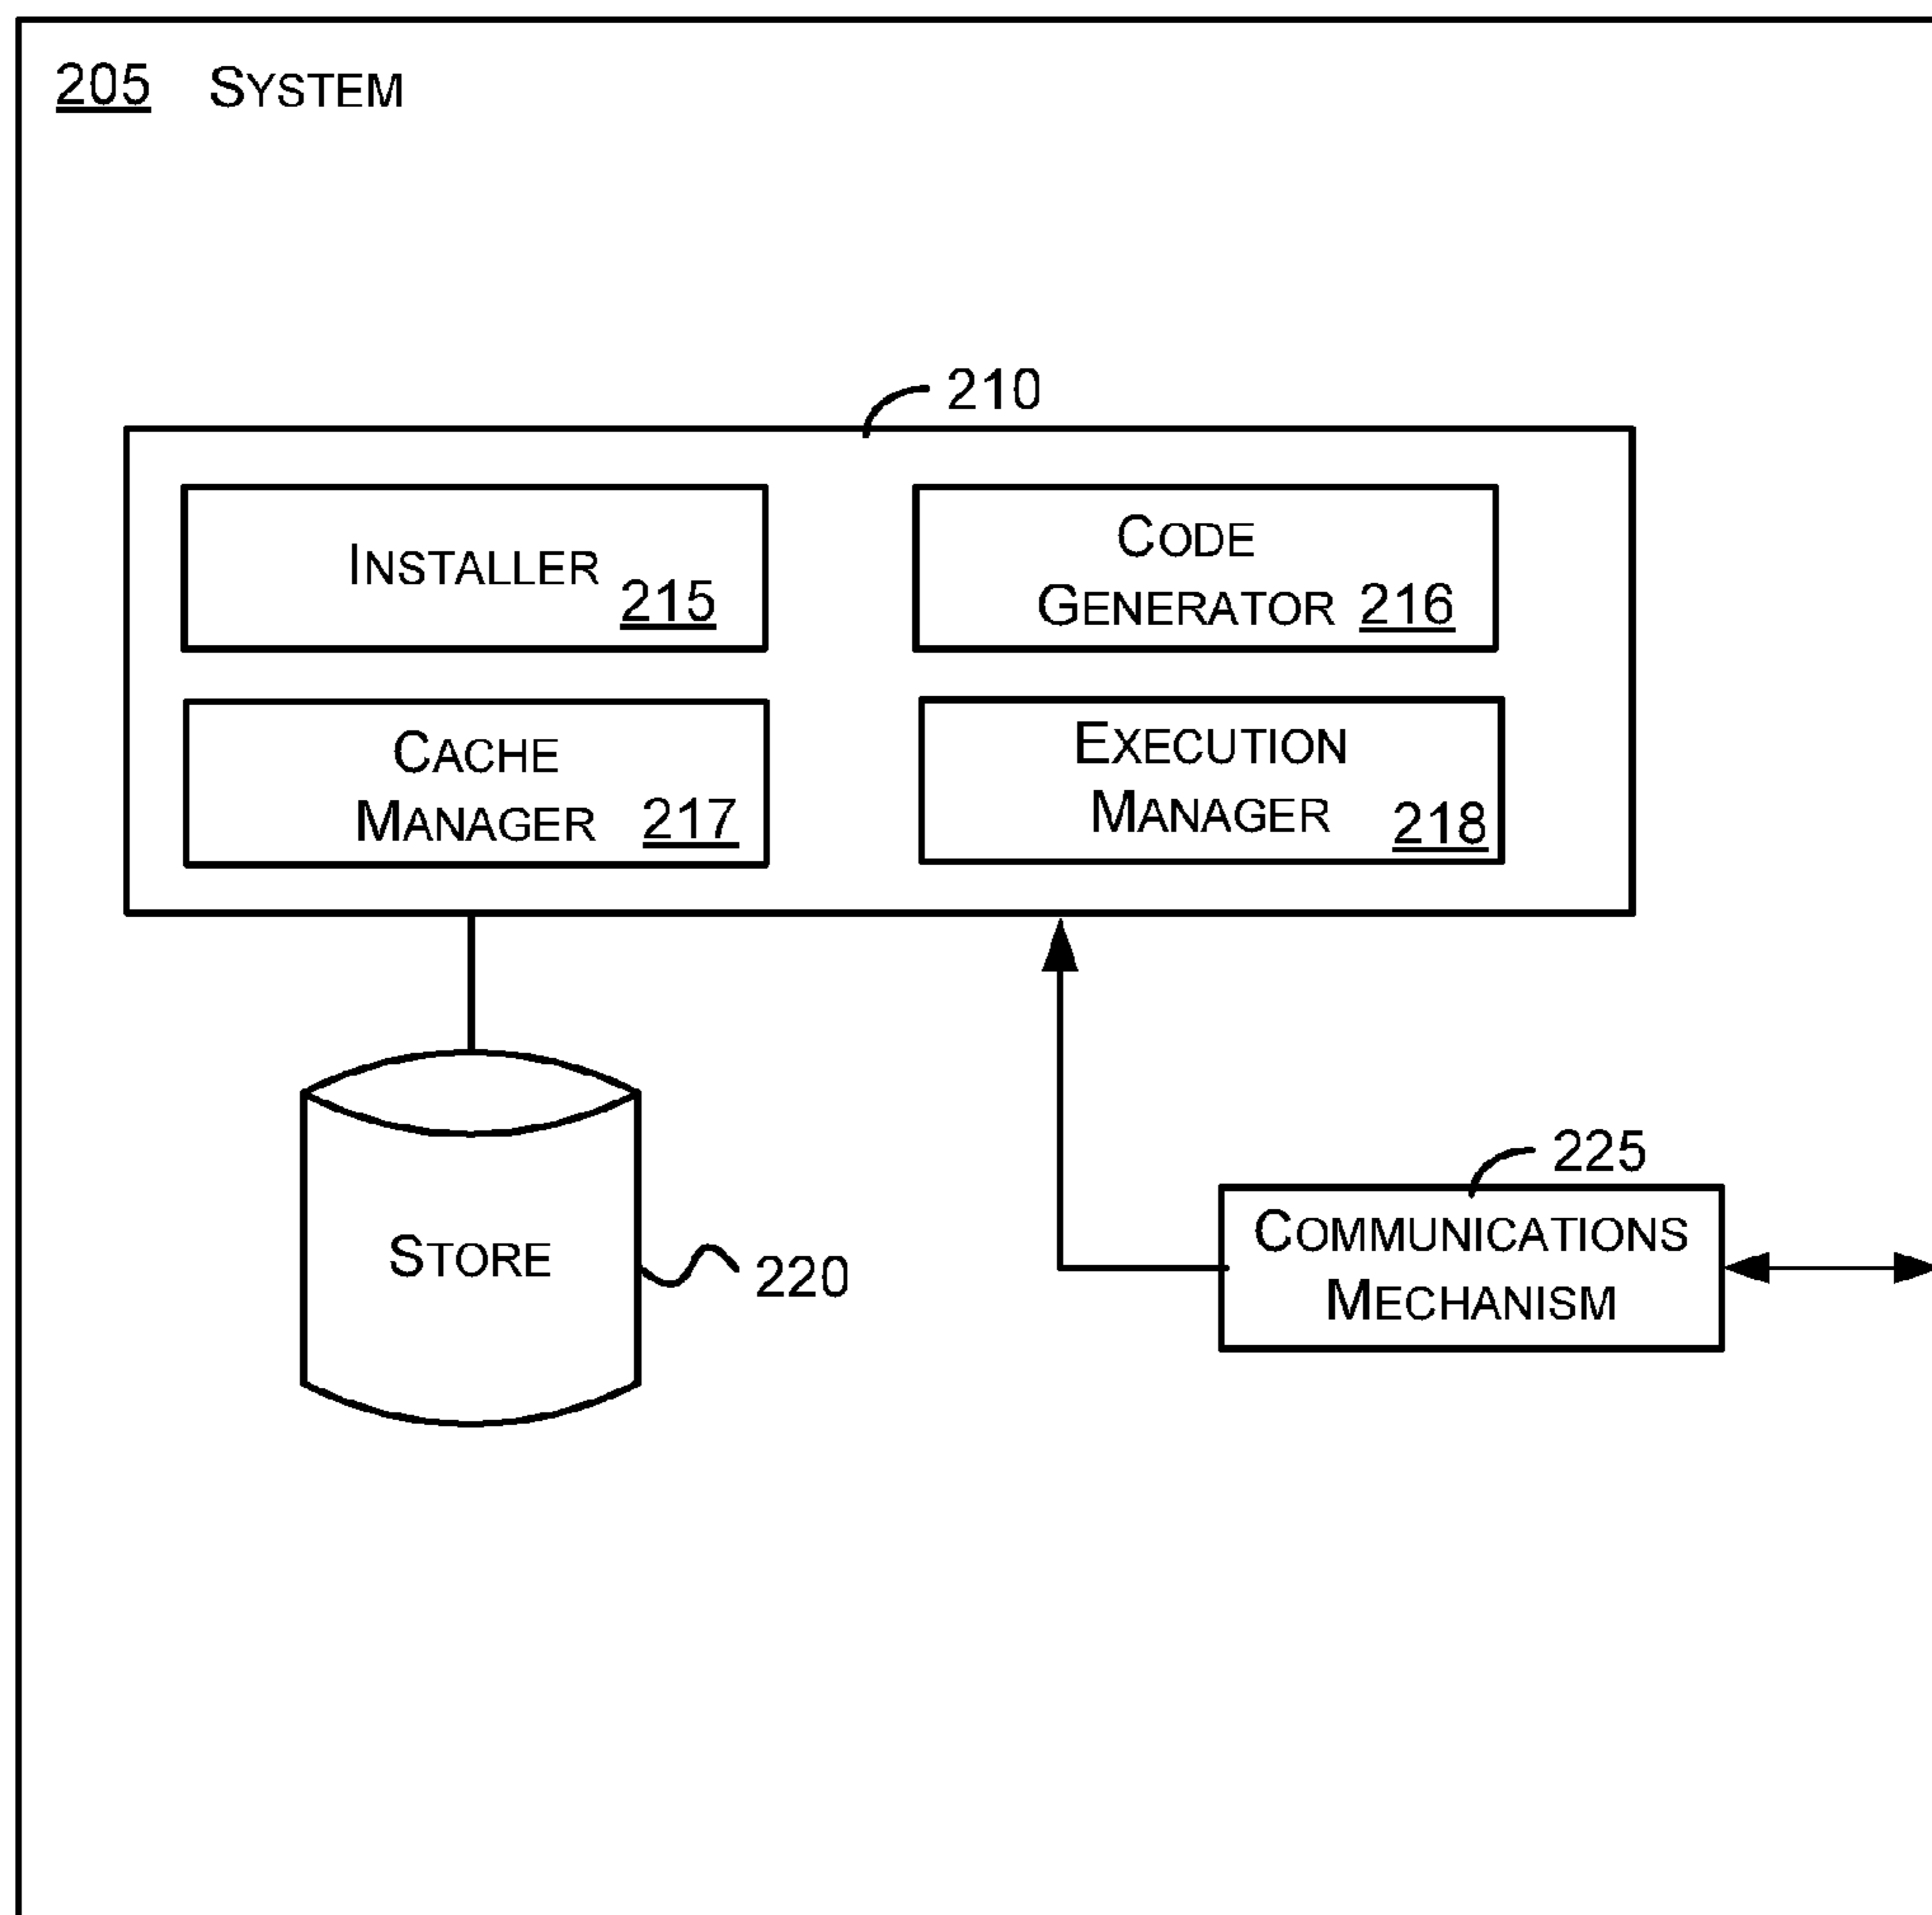 205 SYSTEM
210
INSTALLER 215
CODE
GENERATOR 216
CACHE
MANAGER 217
EXECUTION
MANAGER 218
STORE
220
225
COMMUNICATIONS
MECHANISM